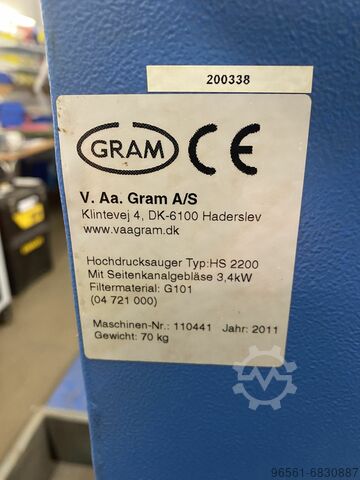 200338
GRAM CE
V. Aa. Gram A/S
Klintevej 4, DK-6100 Haderslev
www.vaagram.dk
Hochdrucksauger Typ:HS 2200
Mit Seitenkanalgebläse 3,4kW
Filtermaterial: G101
(04 721 000)
Maschinen-Nr.: 110441 Jahr: 2011
Gewicht: 70 kg
96561-6830887